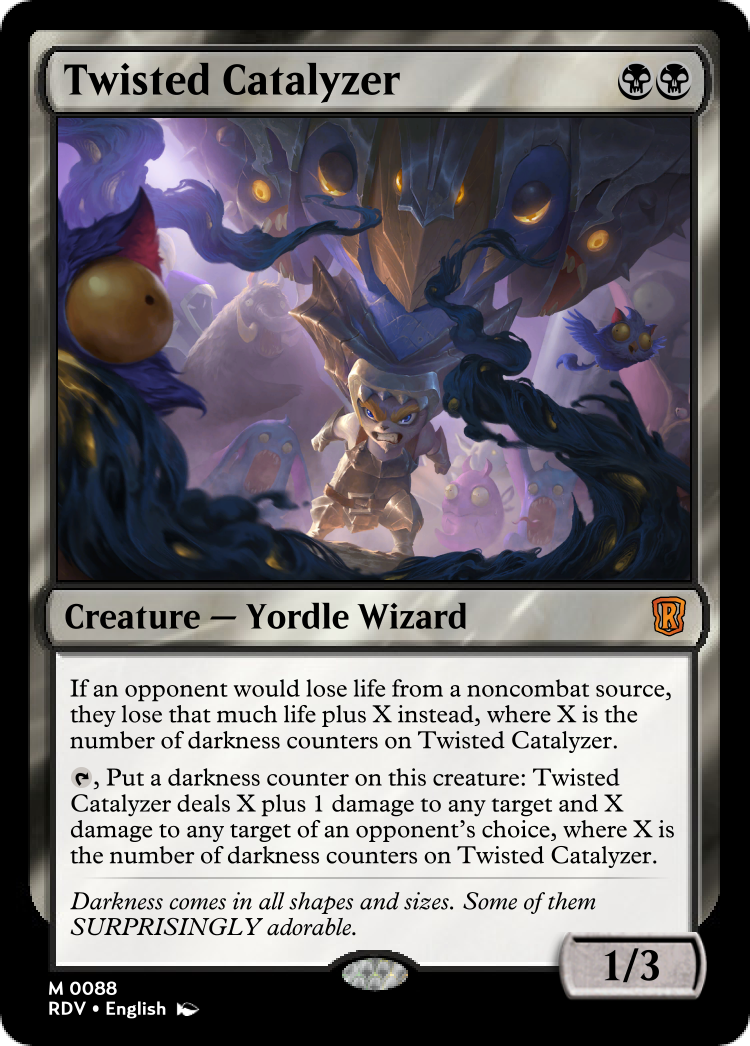 Twisted Catalyzer
Creature — Yordle Wizard
R
If an opponent would lose life from a noncombat source,
they lose that much life plus X instead, where X is the
number of darkness counters on Twisted Catalyzer.
, Put a darkness counter on this creature: Twisted
Catalyzer deals X plus 1 damage to any target and X
damage to any target of an opponent's choice, where X is
the number of darkness counters on Twisted Catalyzer.
Darkness comes in all shapes and sizes. Some of them
SURPRISINGLY adorable.
1/3
M 0088
RDV • English